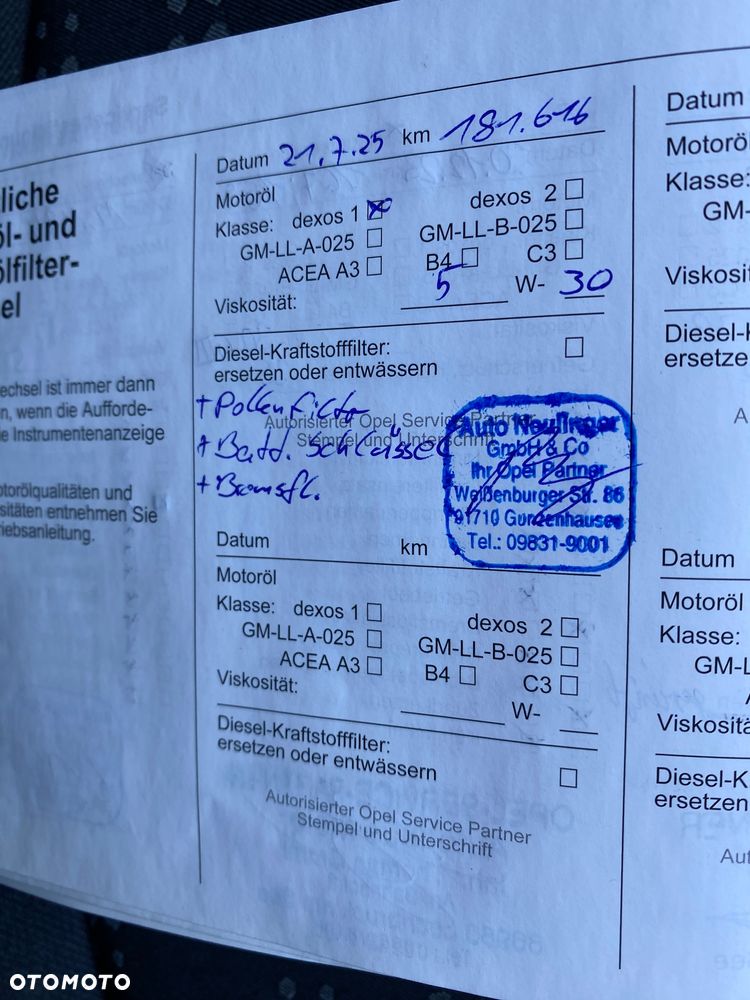 liche
öl- und
ölfilter-
el
echsel ist immer dann
n, wenn die Aufforde-
e Instrumentenanzeige
otorölqualitäten und
sitäten entnehmen Sie
riebsanleitung.
Datum 21.7.25 km 181.616
Motoröl
Klasse: dexos 1 dexos 2
GM-LL-A-025 GM-LL-B-025
ACEA A3 B4 C3
Viskosität: 5 W- 30
Diesel-Kraftstofffilter:
ersetzen oder entwässern
+ Pollenfilter
Autorisierter Opel Service Partner
Stempel und Unterschrift
+ Batt. Schlüssel
+ Bremsfl.
Auto Neulinger
GmbH & Co
Ihr Opel Partner
Weißenburger Str. 86
91710 Gunzenhausen
Tel.: 09831-9001
Datum km
Motoröl
Klasse: dexos 1 dexos 2
GM-LL-A-025 GM-LL-B-025
ACEA A3 B4 C3
Viskosität: W-
Diesel-Kraftstofffilter:
ersetzen oder entwässern
Autorisierter Opel Service Partner
Stempel und Unterschrift
Datum
Motoröl
Klasse:
GM-
Viskosit
Diesel-K
ersetze
A
Datum
Motoröl
Klasse:
GM-L
Viskositä
Diesel-K
ersetzen
Aut
OTOMOTO